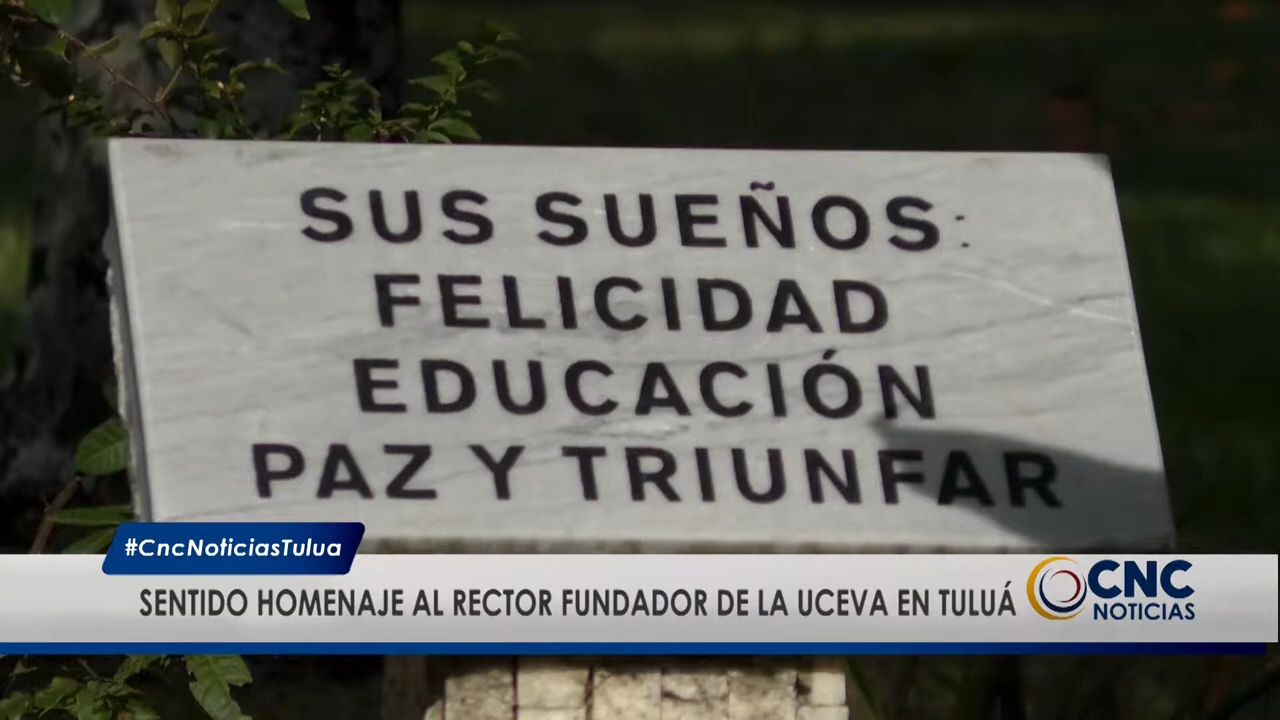 SUS SUEÑOS:
FELICIDAD
EDUCACIÓN
PAZ Y TRIUNFAR
#CncNoticiasTulua
SENTIDO HOMENAJE AL RECTOR FUNDADOR DE LA UCEVA EN TULUÁ
CNC
NOTICIAS